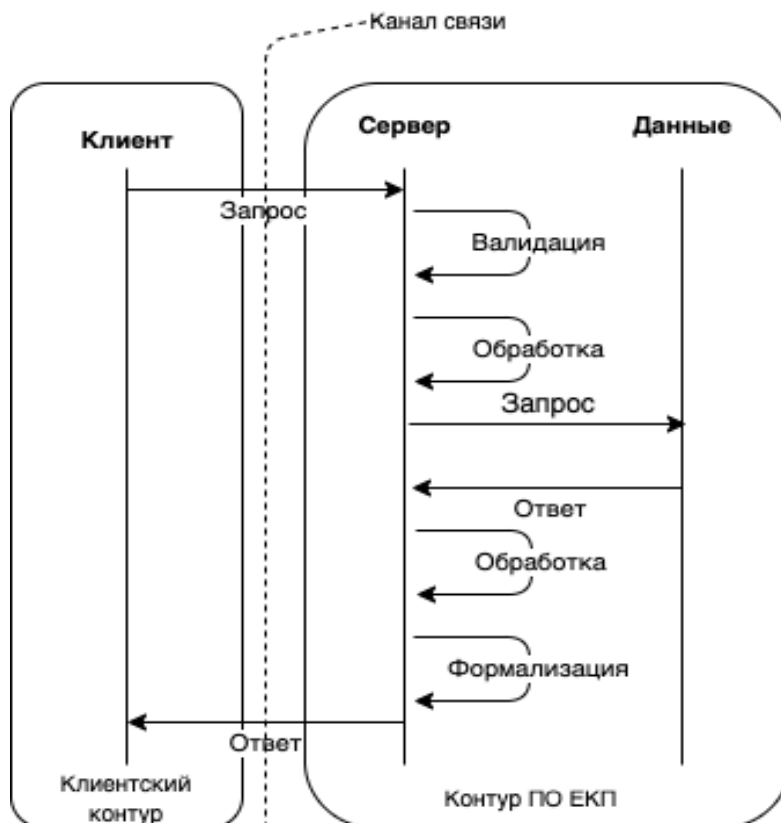 Канал связи
Клиент
Сервер
Данные
Запрос
Валидация
Обработка
Запрос
Ответ
Обработка
Формализация
Ответ
Клиентский
контур
Контур ПО ЕКП